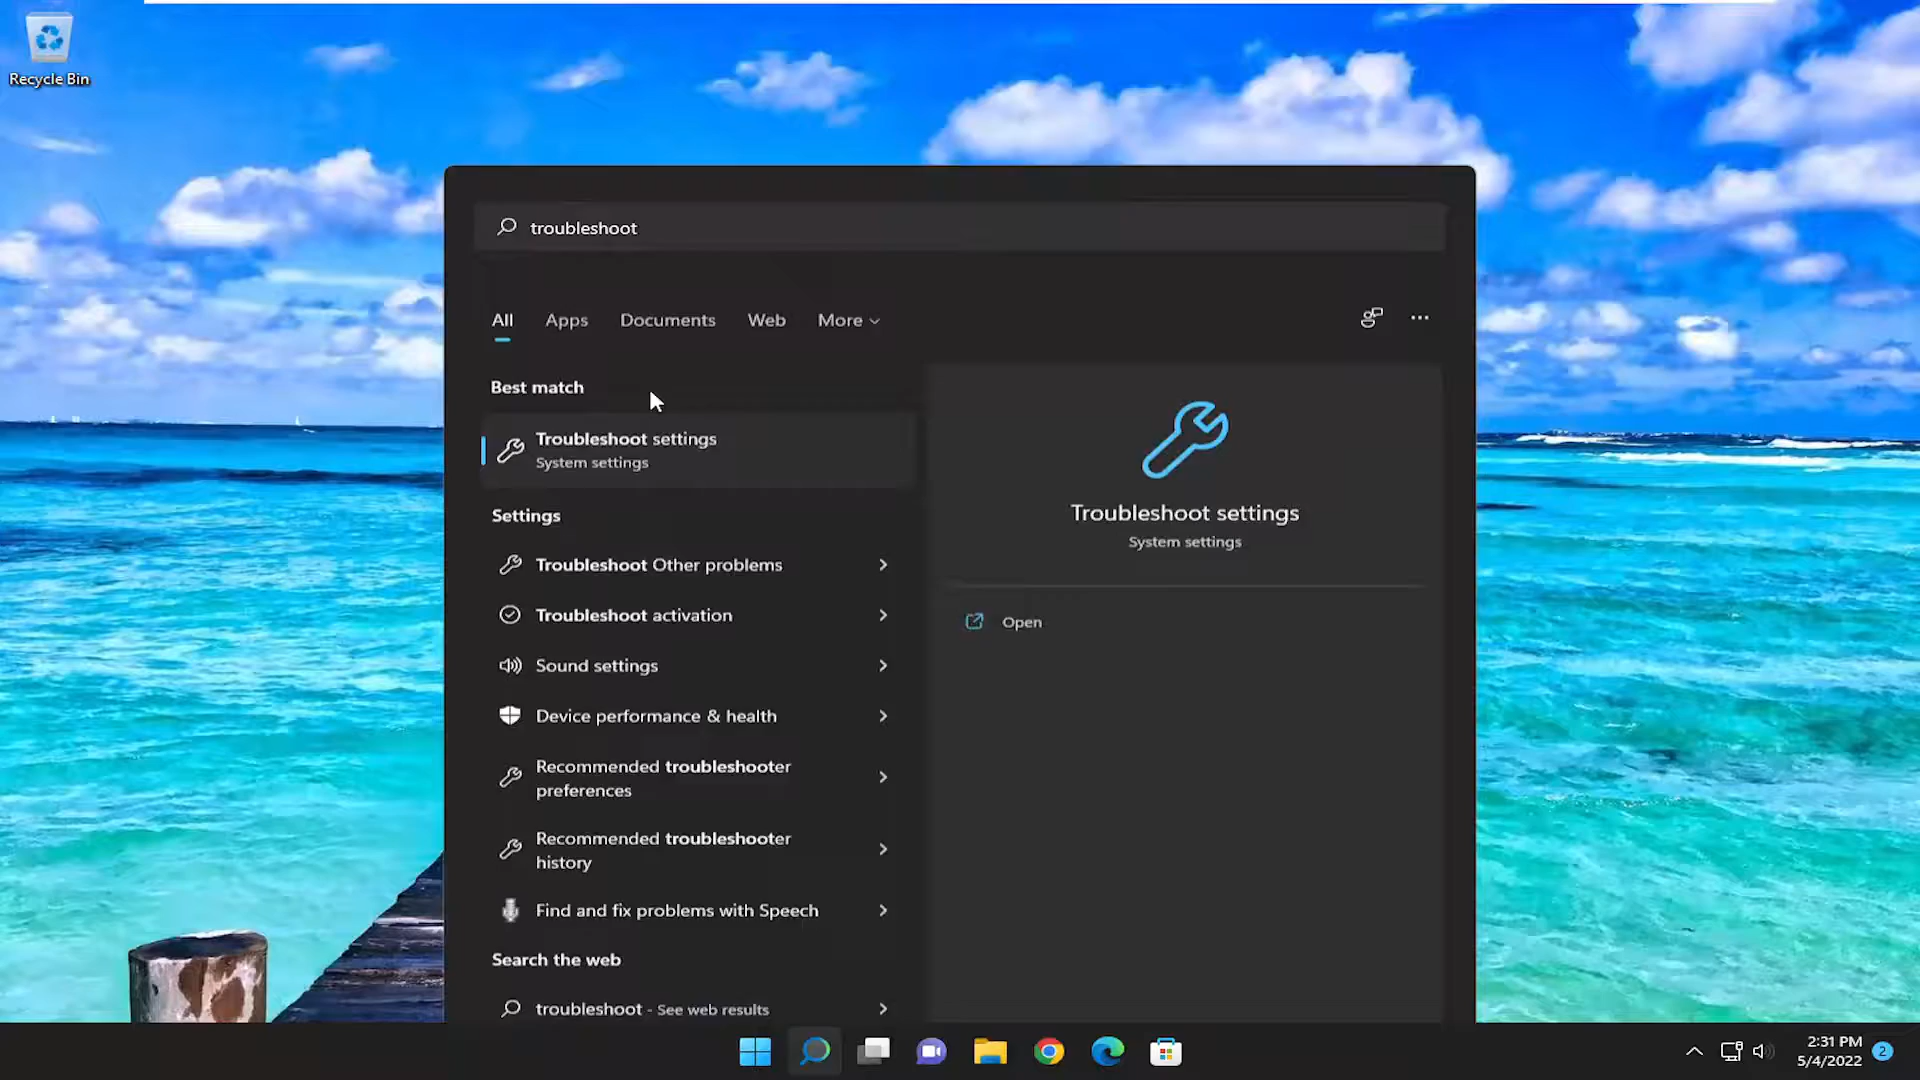 Recycle Bin
troubleshoot
All Apps Documents Web More
Best match
Troubleshoot settings
System settings
Settings
Troubleshoot Other problems
Troubleshoot activation
Sound settings
Device performance & health
Recommended troubleshooter
preferences
Recommended troubleshooter
history
Find and fix problems with Speech
Search the web
troubleshoot - See web results
Troubleshoot settings
System settings
Open
2:31 PM
5/4/2022
2